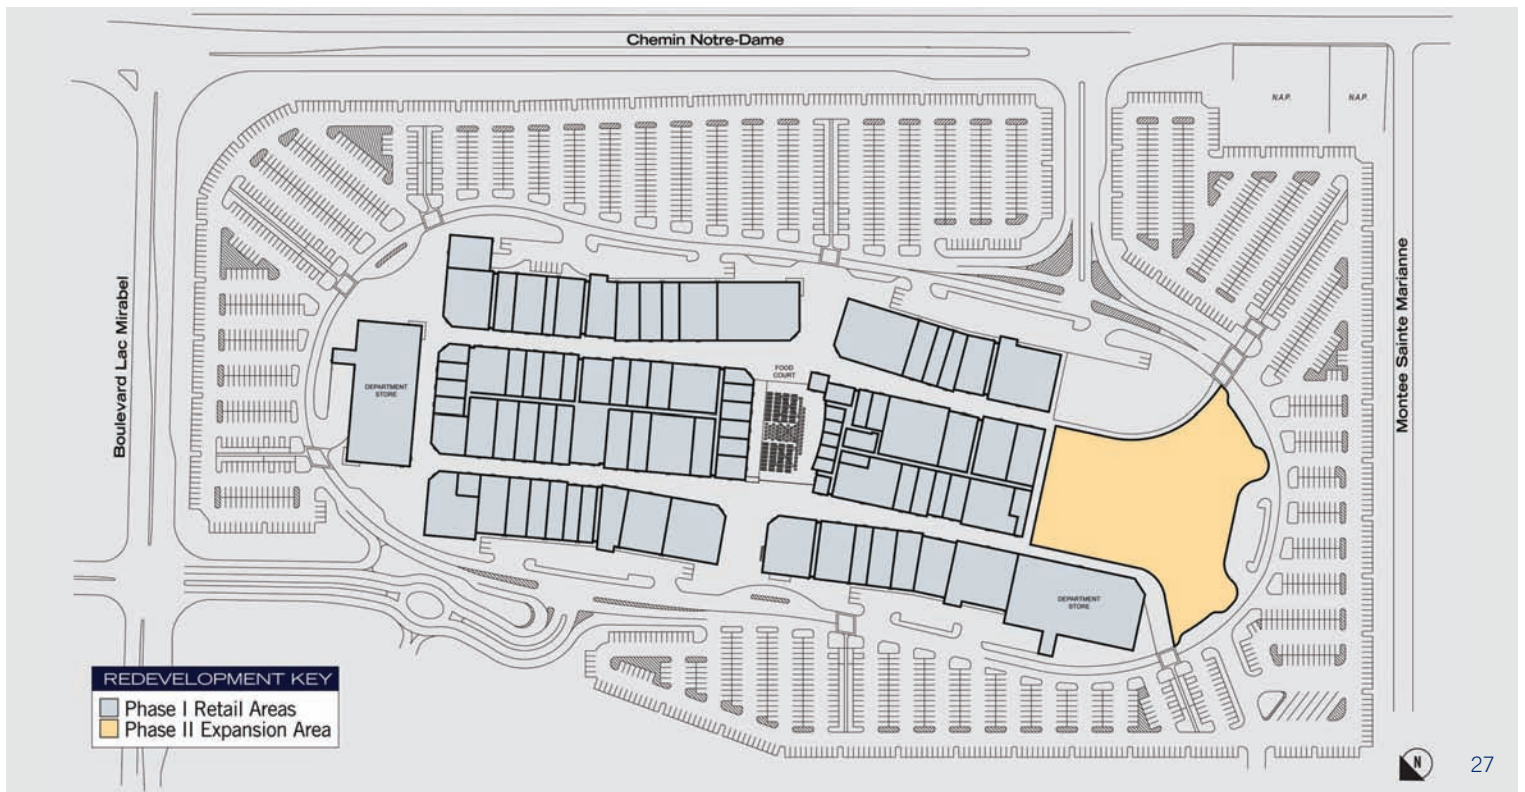 Chemin Notre-Dame
N.A.P.
N.A.P.
Boulevard Lac Mirabel
Montee Sainte Marianne
FOOD
COURT
DEPARTMENT
STORE
DEPARTMENT
STORE
REDEVELOPMENT KEY
Phase I Retail Areas
Phase II Expansion Area
N
27